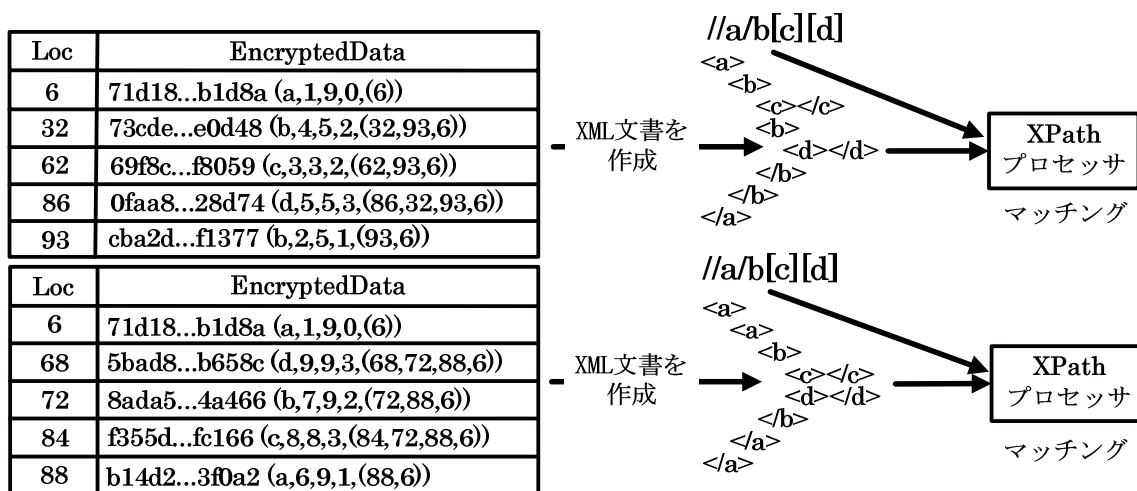 Loc EncryptedData
6 71d18...b1d8a (a,1,9,0,(6))
32 73cde...e0d48 (b,4,5,2,(32,93,6))
62 69f8c...f8059 (c,3,3,2,(62,93,6))
86 0faa8...28d74 (d,5,5,3,(86,32,93,6))
93 cba2d...f1377 (b,2,5,1,(93,6))
XML文書を
作成
//a/b[c][d]
<a>
<b>
<c></c>
<b>
<d></d>
</b>
</b>
</a>
XPath
プロセッサ
マッチング
Loc EncryptedData
6 71d18...b1d8a (a,1,9,0,(6))
68 5bad8...b658c (d,9,9,3,(68,72,88,6))
72 8ada5...4a466 (b,7,9,2,(72,88,6))
84 f355d...fc166 (c,8,8,3,(84,72,88,6))
88 b14d2...3f0a2 (a,6,9,1,(88,6))
XML文書を
作成
//a/b[c][d]
<a>
<a>
<b>
<c></c>
<d></d>
</b>
</a>
</a>
XPath
プロセッサ
マッチング